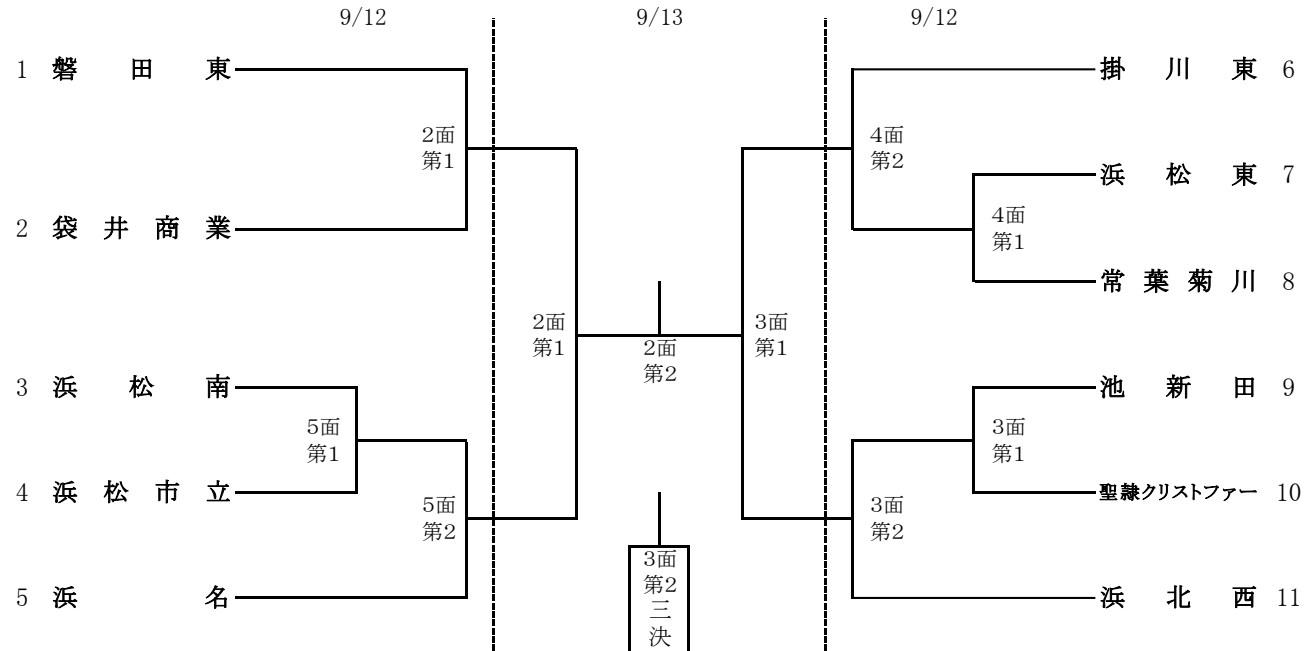 9/12
9/13
9/12
1 磐田東
2 袋井商業
3 浜松南
4 浜松市立
5 浜名
2面
第1
5面
第1
5面
第2
2面
第1
2面
第2
3面
第2
三
決
3面
第1
4面
第2
4面
第1
3面
第1
3面
第2
掛川東 6
浜松東 7
常葉菊川 8
池新田 9
聖隷クリストファー 10
浜北西 11